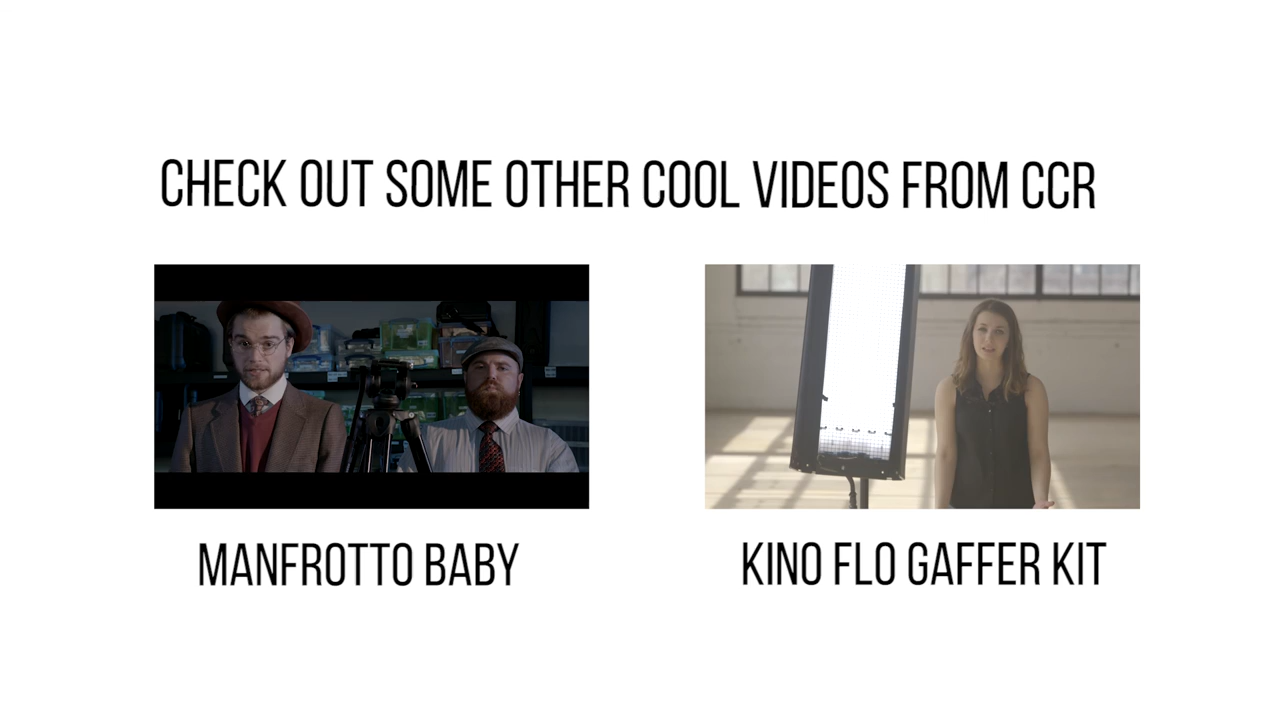 CHECK OUT SOME OTHER COOL VIDEOS FROM CCR
MANFROTTO BABY
KINO FLO GAFFER KIT